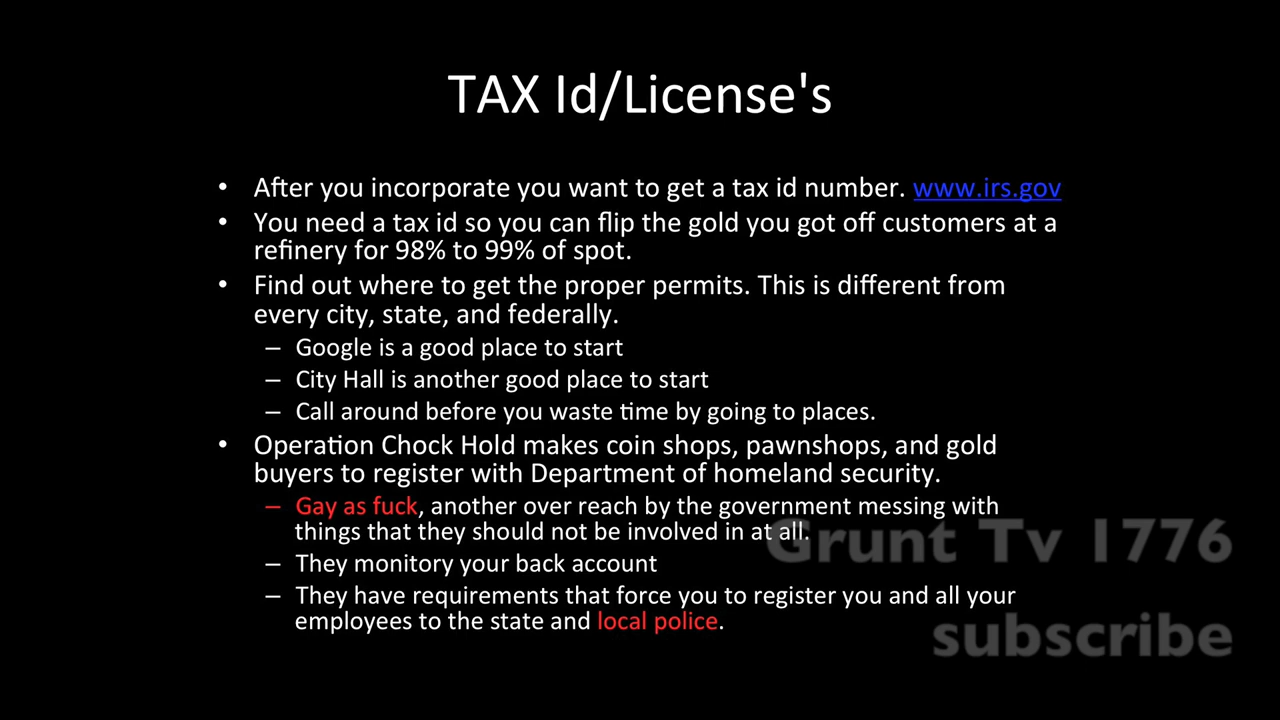 TAX Id/License's
• After you incorporate you want to get a tax id number. www.irs.gov
• You need a tax id so you can flip the gold you got off customers at a
refinery for 98% to 99% of spot.
• Find out where to get the proper permits. This is different from
every city, state, and federally.
– Google is a good place to start
– City Hall is another good place to start
– Call around before you waste time by going to places.
• Operation Chock Hold makes coin shops, pawnshops, and gold
buyers to register with Department of homeland security.
– Gay as fuck, another over reach by the government messing with
things that they should not be involved in at all.
– They monitory your back account
– They have requirements that force you to register you and all your
employees to the state and local police.
Grunt Tv 1776
subscribe